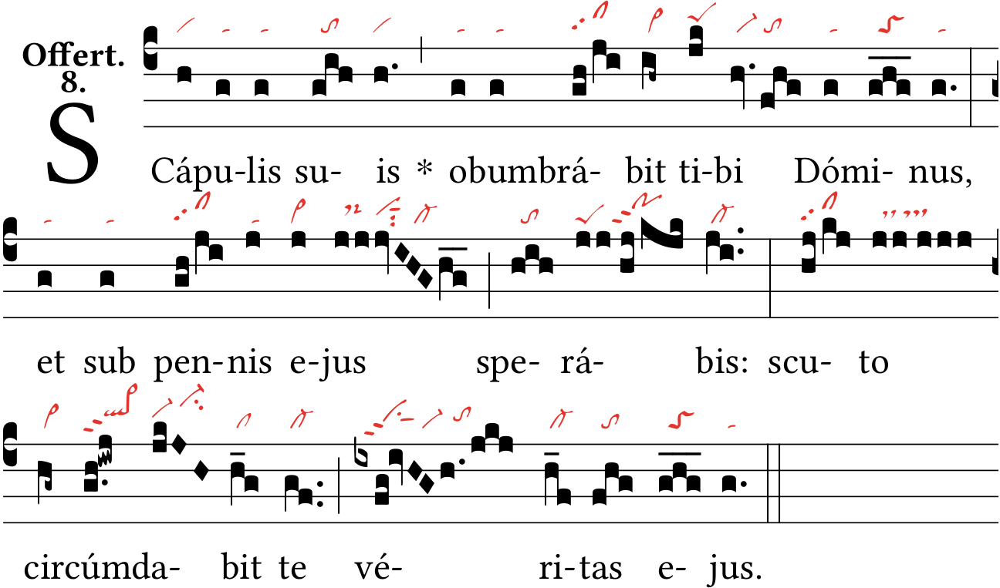 Offert.
8.
SCápu-lis su- is * obumbrá- bit ti-bi Dómi- nus,
et sub pen-nis e-jus spe- rá- bis: scu- to
circúmda- bit te vé- ri-tas e- jus.